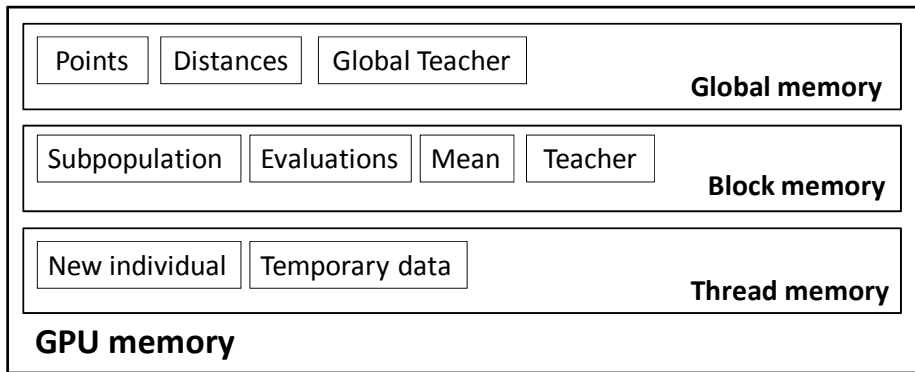 Points Distances Global Teacher
Global memory
Subpopulation Evaluations Mean Teacher
Block memory
New individual Temporary data
Thread memory
GPU memory